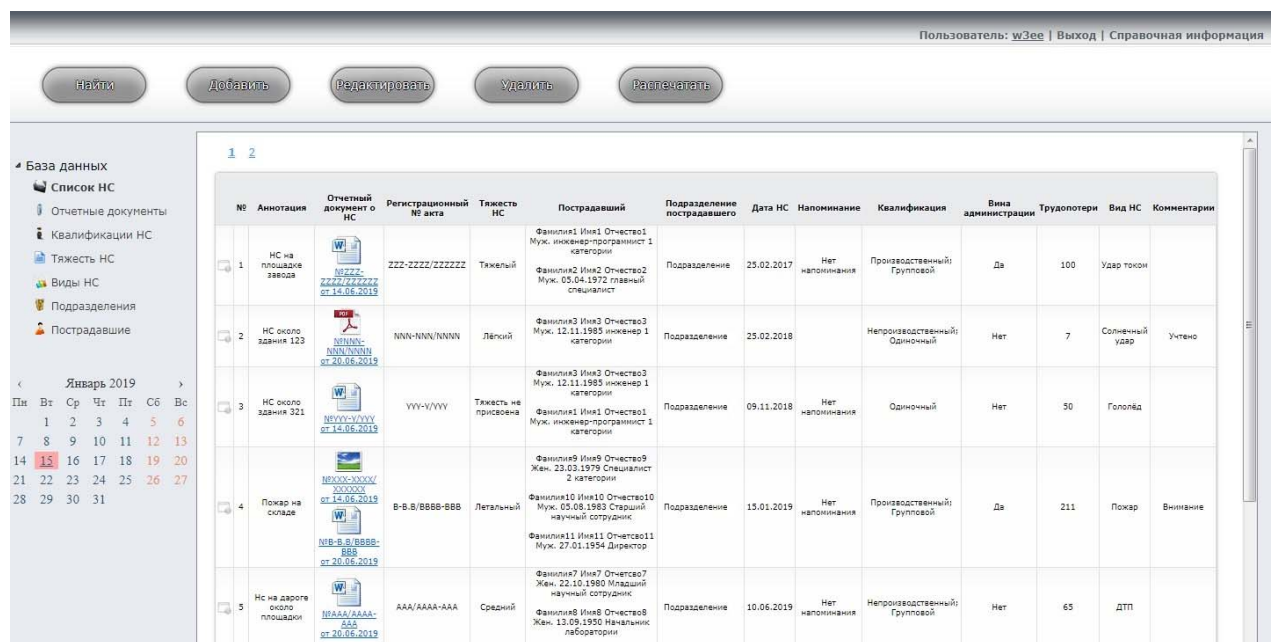 Пользователь: w3ee | Выход | Справочная информация
Найти
Добавить
Редактировать
Удалить
Распечатать
База данных
Список НС
Отчетные документы
Квалификации НС
Тяжесть НС
Виды НС
Подразделения
Пострадавшие
‹ Январь 2019 ›
Пн Вт Ср Чт Пт Сб Вс
1 2 3 4 5 6
7 8 9 10 11 12 13
14 15 16 17 18 19 20
21 22 23 24 25 26 27
28 29 30 31
1 2
№
Аннотация
Отчетный
документ о
НС
Регистрационный
№ акта
Тяжесть
НС
Пострадавший
Подразделение
пострадавшего
Дата НС
Напоминание
Квалификация
Вина
администрации
Трудопотери
Вид НС
Комментарии
1
НС на
площадке
завода
№ZZZ-
ZZZZ/ZZZZZZ
от 14.06.2019
ZZZ-ZZZZ/ZZZZZZ
Тяжелый
Фамилия1 Имя1 Отчество1
Муж. инженер-программист 1
категории
Фамилия2 Имя2 Отчество2
Муж. 05.04.1972 главный
специалист
Подразделение
25.02.2017
Нет
напоминания
Производственный;
Групповой
Да
100
Удар током
2
НС около
здания 123
PDF
№NNN-
NNN/NNNN
от 20.06.2019
NNN-NNN/NNNN
Лёгкий
Фамилия3 Имя3 Отчество3
Муж. 12.11.1985 инженер 1
категории
Подразделение
25.02.2018
Непроизводственный;
Одиночный
Нет
7
Солнечный
удар
Учтено
3
НС около
здания 321
№YYY-Y/YYY
от 14.06.2019
YYY-Y/YYY
Тяжесть не
присвоена
Фамилия3 Имя3 Отчество3
Муж. 12.11.1985 инженер 1
категории
Фамилия1 Имя1 Отчество1
Муж. инженер-программист 1
категории
Подразделение
09.11.2018
Нет
напоминания
Одиночный
Нет
50
Гололёд
4
Пожар на
складе
№XXX-XXXX/
XXXXXX
от 14.06.2019
№B-B.B/BBBB-
BBB
от 20.06.2019
B-B.B/BBBB-BBB
Летальный
Фамилия9 Имя9 Отчество9
Жен. 23.03.1979 Специалист
2 категории
Фамилия10 Имя10 Отчество10
Муж. 05.08.1983 Старший
научный сотрудник
Фамилия11 Имя11 Отчетсво11
Муж. 27.01.1954 Директор
Подразделение
15.01.2019
Нет
напоминания
Производственный;
Групповой
Да
211
Пожар
Внимание
5
Нс на дароге
около
площадки
№AAA/AAAA-
AAA
от 20.06.2019
AAA/AAAA-AAA
Средний
Фамилия7 Имя7 Отчетсво7
Жен. 22.10.1980 Младший
научный сотрудник
Фамилия8 Имя8 Отчество8
Жен. 13.09.1950 Начальник
лаборатории
Подразделение
10.06.2019
Нет
напоминания
Непроизводственный;
Групповой
Нет
65
ДТП